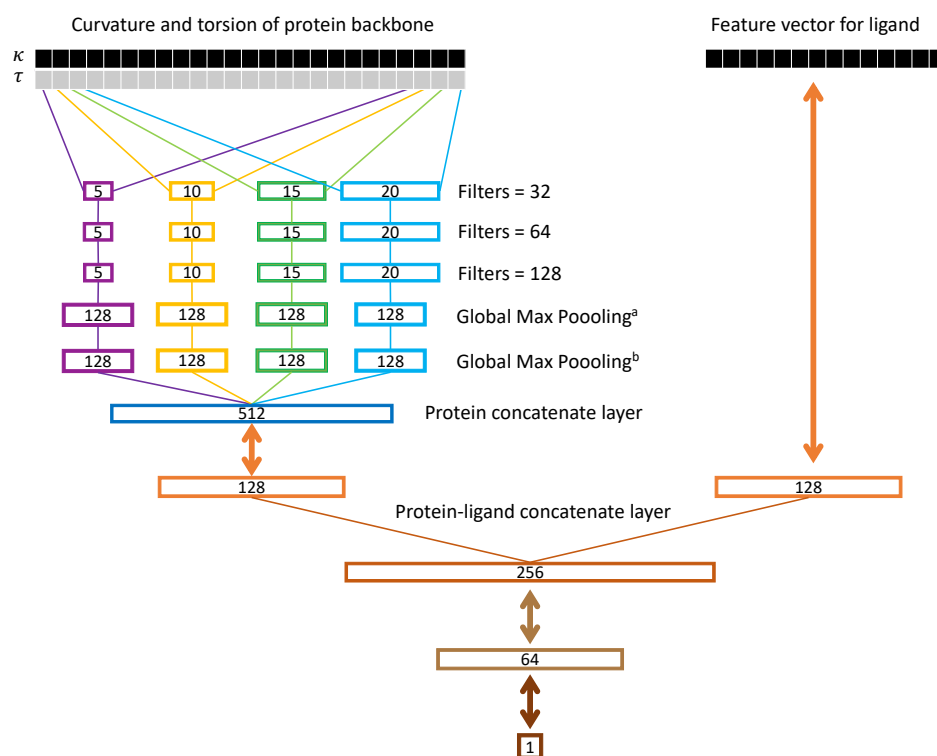 Curvature and torsion of protein backbone
Feature vector for ligand
κ
τ
5 10 15 20 Filters = 32
5 10 15 20 Filters = 64
5 10 15 20 Filters = 128
128 128 128 128 Global Max Poooling^a
128 128 128 128 Global Max Poooling^b
512 Protein concatenate layer
128 128
Protein-ligand concatenate layer
256
64
1